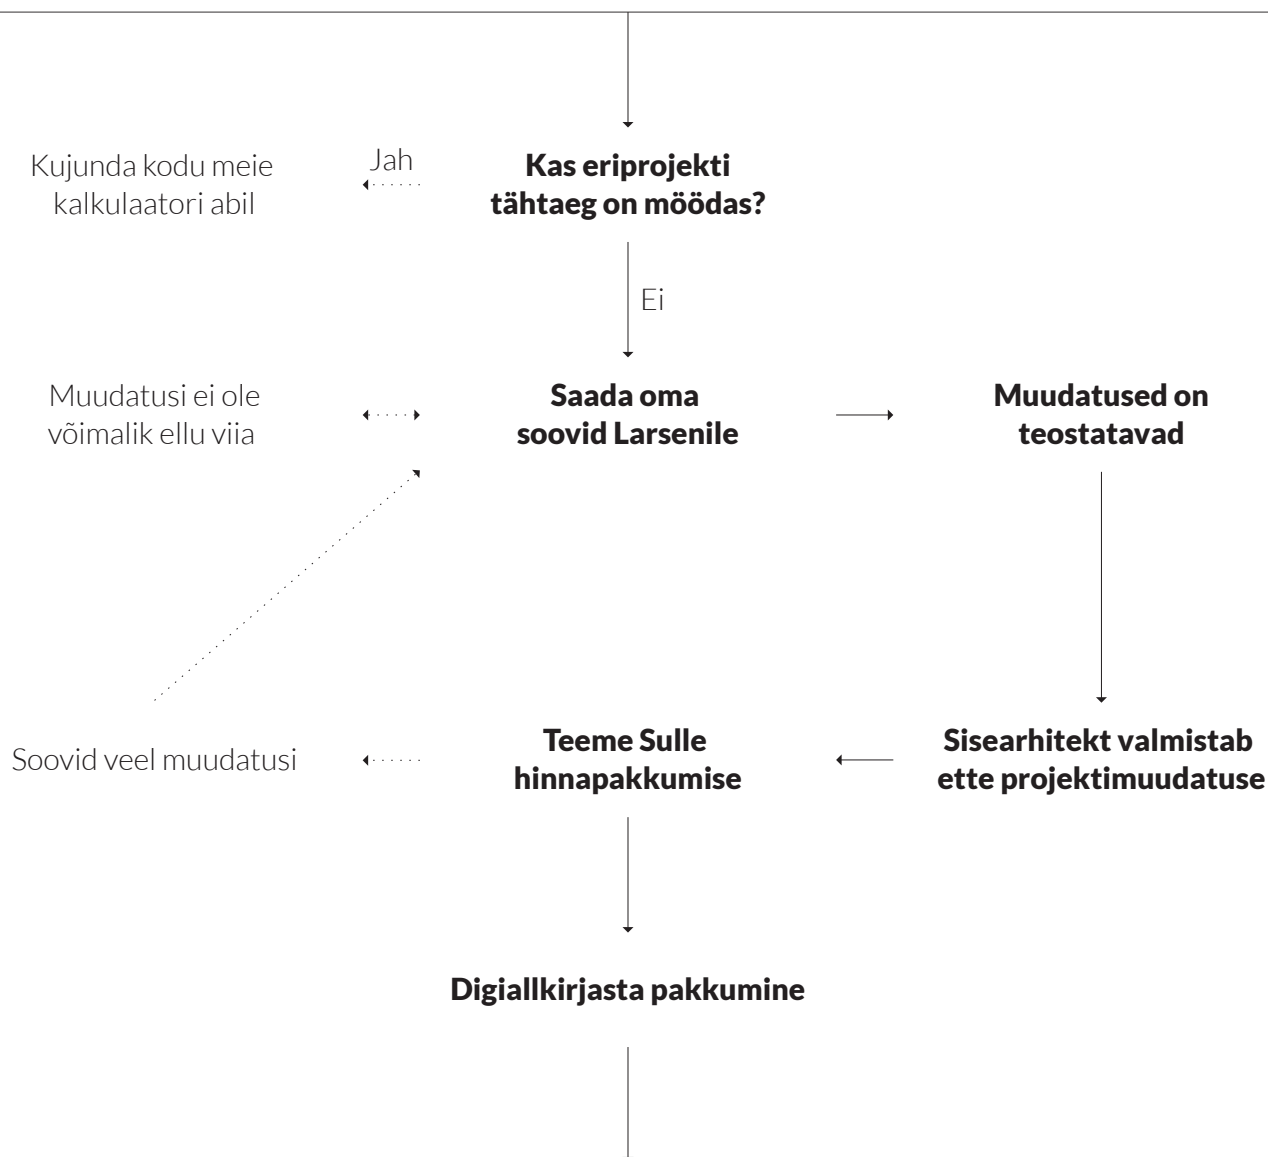 Kujunda kodu meie
kalkulaatori abil
Jah
Kas eriprojekti
tähtaeg on möödas?
Ei
Muudatusi ei ole
võimalik ellu viia
Saada oma
soovid Larsenile
Muudatused on
teostatavad
Soovid veel muudatusi
Teeme Sulle
hinnapakkumise
Sisearhitekt valmistab
ette projektimuudatuse
Digiallkirjasta pakkumine